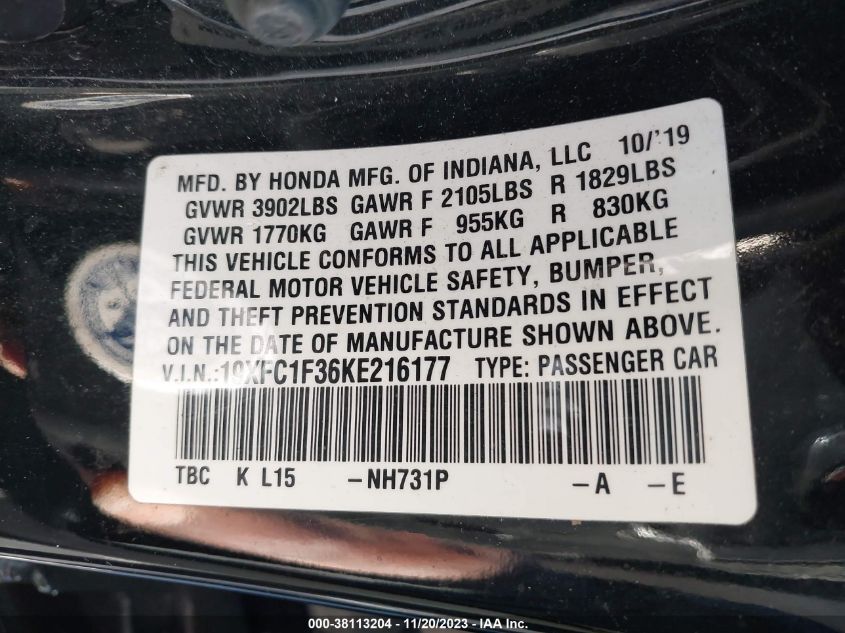 MFD. BY HONDA MFG. OF INDIANA, LLC 10/'19
GVWR 3902LBS GAWR F 2105LBS R 1829LBS
GVWR 1770KG GAWR F 955KG R 830KG
THIS VEHICLE CONFORMS TO ALL APPLICABLE
FEDERAL MOTOR VEHICLE SAFETY, BUMPER,
AND THEFT PREVENTION STANDARDS IN EFFECT
ON THE DATE OF MANUFACTURE SHOWN ABOVE.
V.I.N.:19XFC1F36KE216177 TYPE: PASSENGER CAR
TBC K L15 -NH731P -A -E
000-38113204 - 11/20/2023 - IAA Inc.